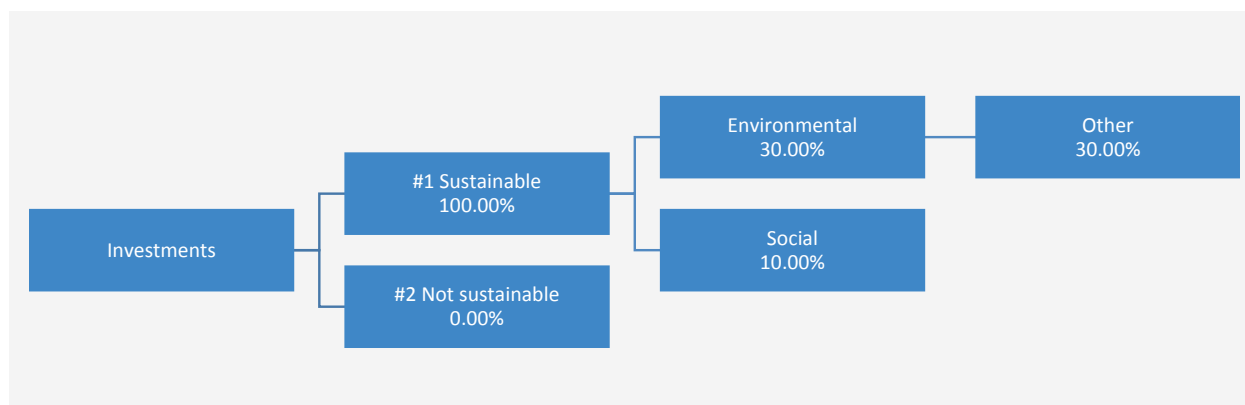 Investments
#1 Sustainable
100.00%
#2 Not sustainable
0.00%
Environmental
30.00%
Social
10.00%
Other
30.00%